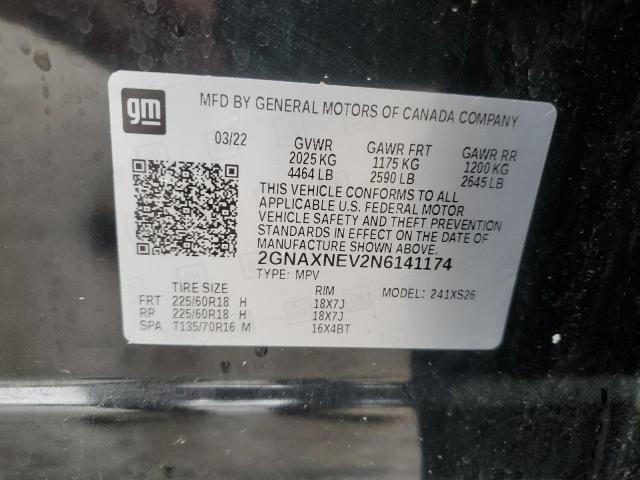 gm
MFD BY GENERAL MOTORS OF CANADA COMPANY
03/22 GVWR GAWR FRT GAWR RR
2025 KG 1175 KG 1200 KG
4464 LB 2590 LB 2645 LB
THIS VEHICLE CONFORMS TO ALL
APPLICABLE U.S. FEDERAL MOTOR
VEHICLE SAFETY AND THEFT PREVENTION
STANDARDS IN EFFECT ON THE DATE OF
MANUFACTURE SHOWN ABOVE.
2GNAXNEV2N6141174
TYPE: MPV
TIRE SIZE RIM MODEL: 241XS26
FRT 225/60R18 H 18X7J
RR 225/60R18 H 18X7J
SPA T135/70R16 M 16X4BT